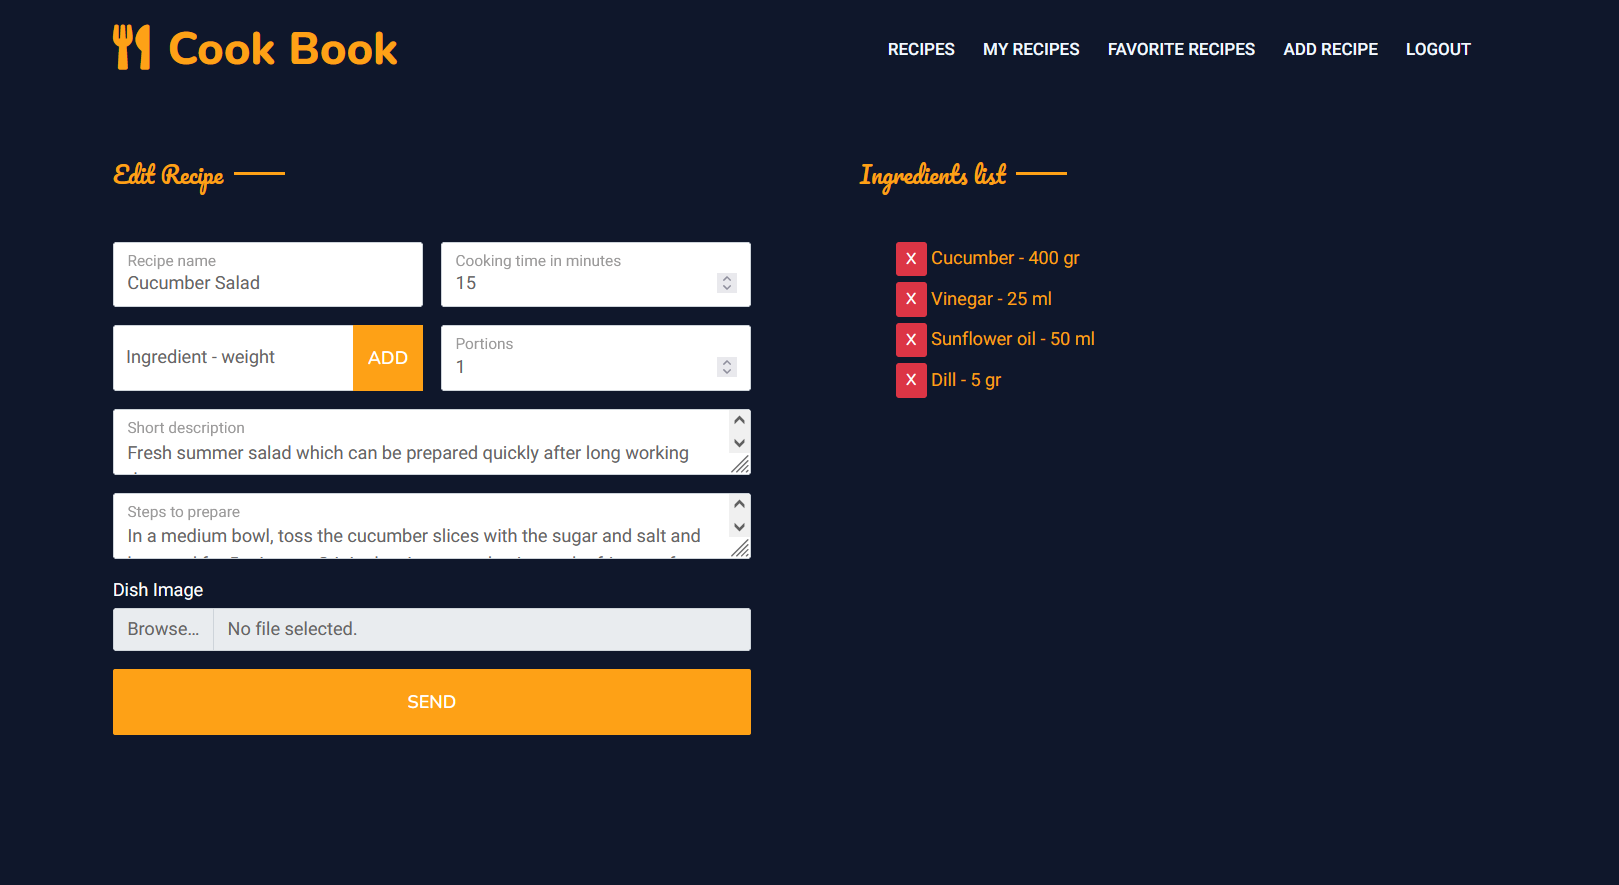 Cook Book
RECIPES MY RECIPES FAVORITE RECIPES ADD RECIPE LOGOUT
Edit Recipe
Recipe name
Cucumber Salad
Cooking time in minutes
15
Ingredient - weight
ADD
Portions
1
Short description
Fresh summer salad which can be prepared quickly after long working
Steps to prepare
In a medium bowl, toss the cucumber slices with the sugar and salt and
Dish Image
Browse... No file selected.
SEND
Ingredients list
X Cucumber - 400 gr
X Vinegar - 25 ml
X Sunflower oil - 50 ml
X Dill - 5 gr